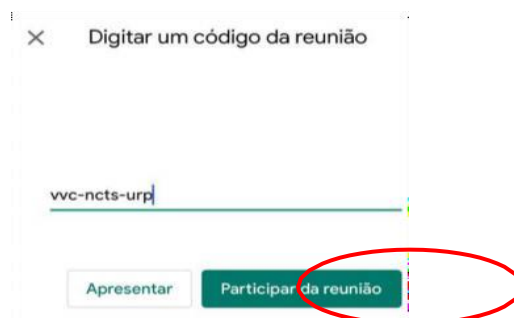 Digitar um código da reunião
vvc-ncts-urp
Apresentar
Participar da reunião